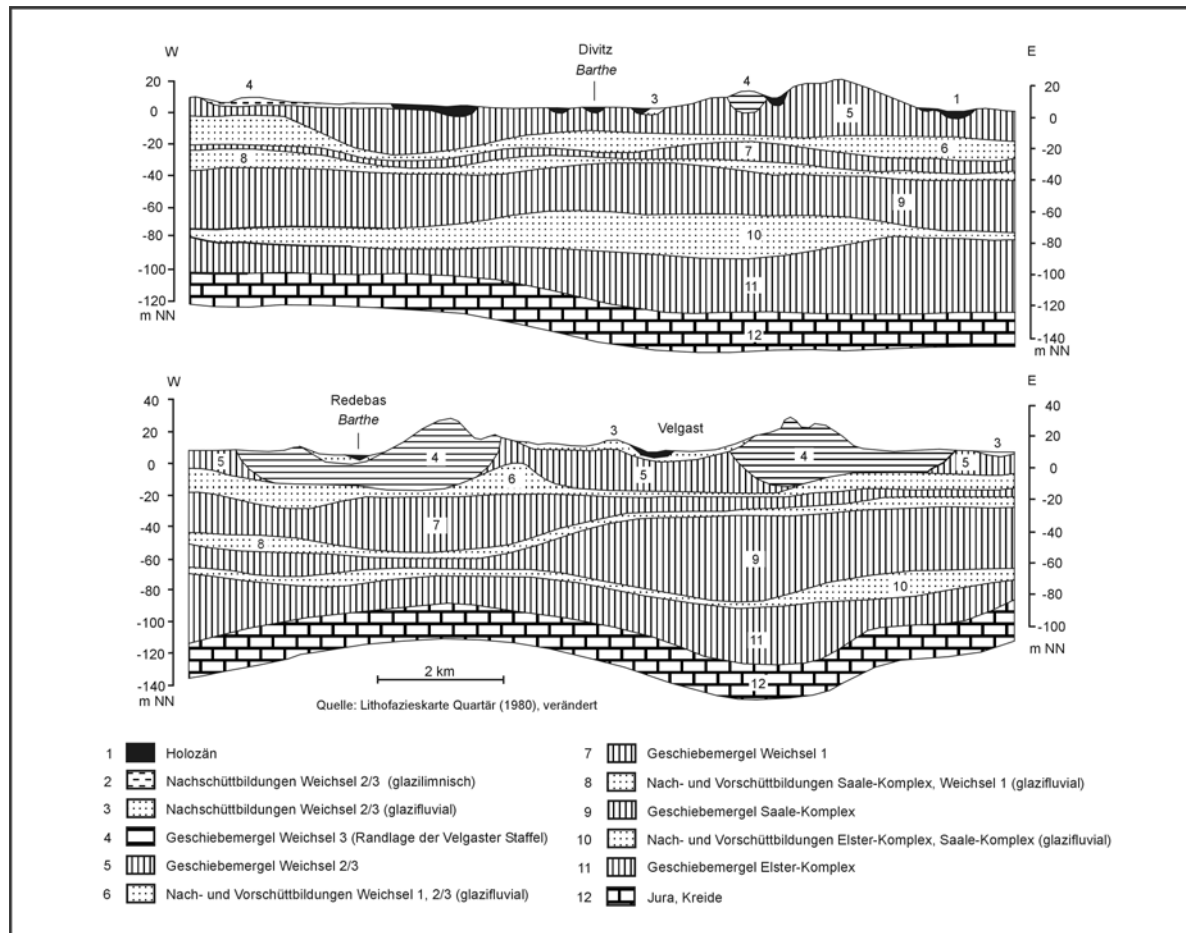 W
E
Divitz
Barthe
4
3
4
1
20
0
-20
-40
-60
-80
-100
-120
m NN
20
0
-20
-40
-60
-80
-100
-120
-140
m NN
5
6
7
8
9
10
11
12
W
E
Redebas
Barthe
3
Velgast
3
40
20
0
-20
-40
-60
-80
-100
-120
-140
m NN
40
20
0
-20
-40
-60
-80
-100
m NN
5
4
6
5
4
5
7
8
9
10
11
12
2 km
Quelle: Lithofazieskarte Quartär (1980), verändert
1 Holozän
2 Nachschüttbildungen Weichsel 2/3 (glazilimnisch)
3 Nachschüttbildungen Weichsel 2/3 (glazifluvial)
4 Geschiebemergel Weichsel 3 (Randlage der Velgaster Staffel)
5 Geschiebemergel Weichsel 2/3
6 Nach- und Vorschüttbildungen Weichsel 1, 2/3 (glazifluvial)
7 Geschiebemergel Weichsel 1
8 Nach- und Vorschüttbildungen Saale-Komplex, Weichsel 1 (glazifluvial)
9 Geschiebemergel Saale-Komplex
10 Nach- und Vorschüttbildungen Elster-Komplex, Saale-Komplex (glazifluvial)
11 Geschiebemergel Elster-Komplex
12 Jura, Kreide